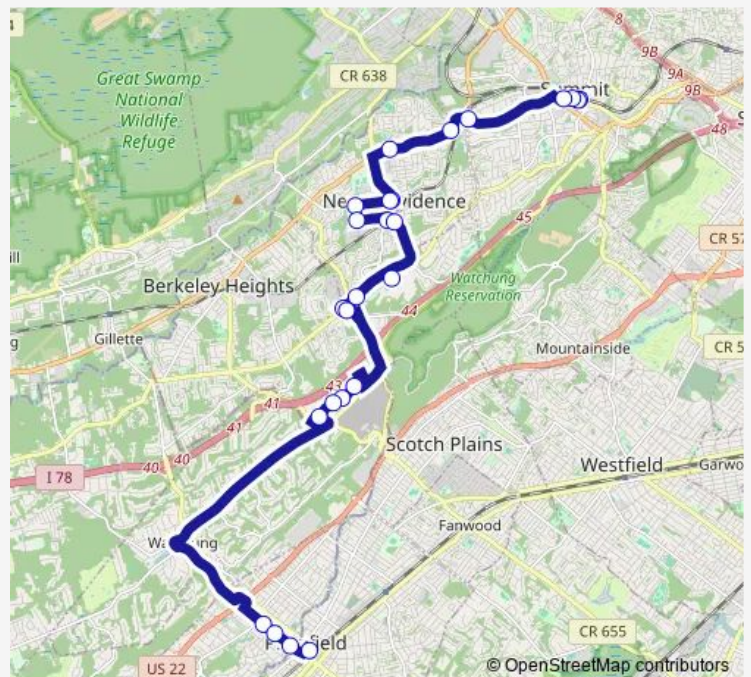 8
9B
9A
9B
CR 638
Great Swamp
National
Wildlife
Refuge
Summit
48
45
CR 57
Berkeley Heights
Watchung
Reservation
44
Gillette
Mountainside
CR 5
43
41
41
40
40
I 78
Scotch Plains
Westfield
Garwo
Fanwood
CR 655
US 22
© OpenStreetMap contributors